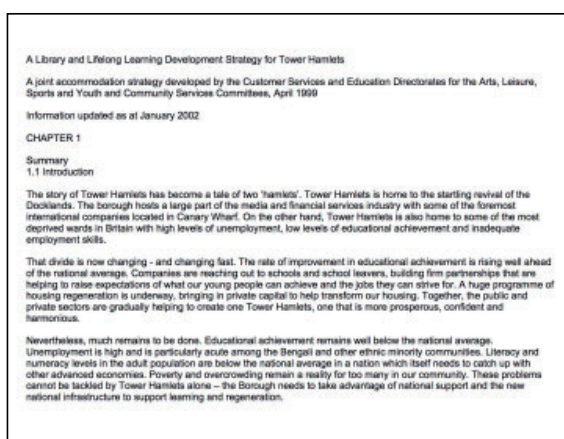 A Library and Lifelong Learning Development Strategy for Tower Hamlets
A joint accommodation strategy developed by the Customer Services and Education Directorates for the Arts, Leisure,
Sports and Youth and Community Services Committees, April 1999
Information updated as at January 2002
CHAPTER 1
Summary
1.1 Introduction
The story of Tower Hamlets has become a tale of two 'hamlets'. Tower Hamlets is home to the startling revival of the
Docklands. The borough hosts a large part of the media and financial services industry with some of the foremost
international companies located in Canary Wharf. On the other hand, Tower Hamlets is also home to some of the most
deprived wards in Britain with high levels of unemployment, low levels of educational achievement and inadequate
employment skills.
That divide is now changing - and changing fast. The rate of improvement in educational achievement is rising well ahead
of the national average. Companies are reaching out to schools and school leavers, building firm partnerships that are
helping to raise expectations of what our young people can achieve and the jobs they can strive for. A huge programme of
housing regeneration is underway, bringing in private capital to help transform our housing. Together, the public and
private sectors are gradually helping to create one Tower Hamlets, one that is more prosperous, confident and
harmonious.
Nevertheless, much remains to be done. Educational achievement remains well below the national average.
Unemployment is high and is particularly acute among the Bengali and other ethnic minority communities. Literacy and
numeracy levels in the adult population are below the national average in a nation which itself needs to catch up with
other advanced economies. Poverty and overcrowding remain a reality for too many in our community. These problems
cannot be tackled by Tower Hamlets alone – the Borough needs to take advantage of national support and the new
national infrastructure to support learning and regeneration.